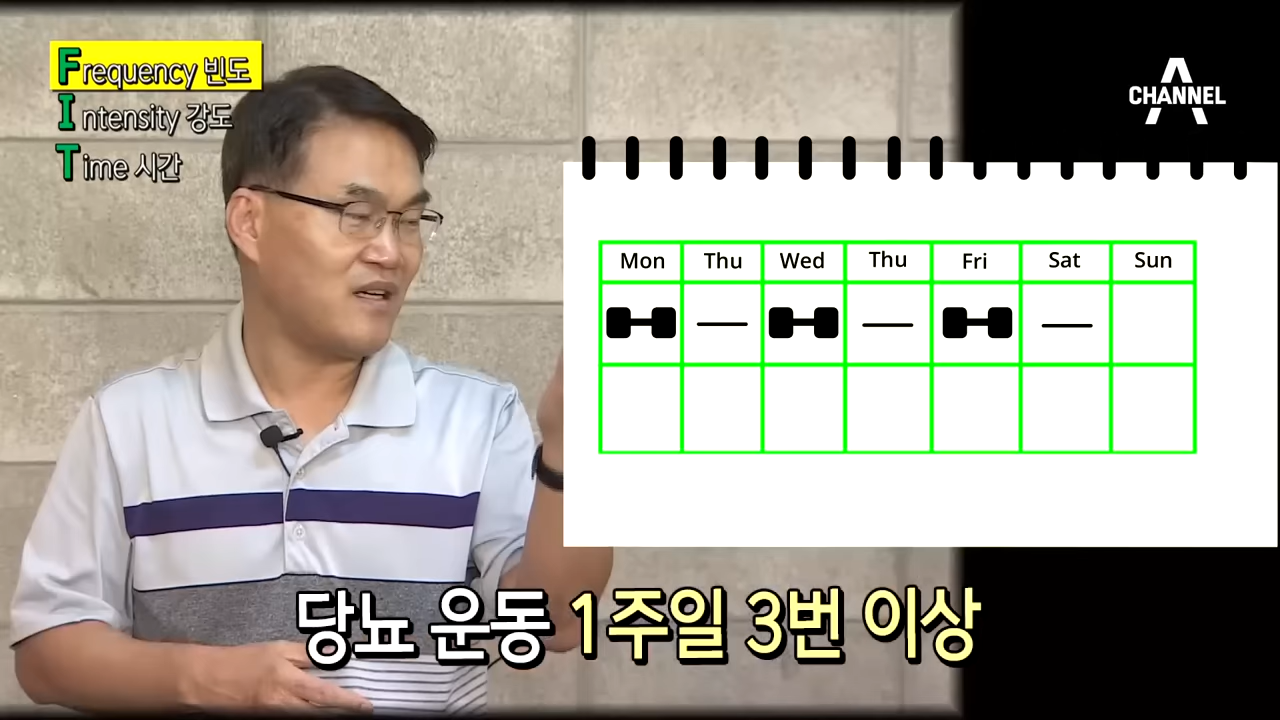 Frequency 빈도
Intensity 강도
Time 시간
CHANNEL A
Mon Thu Wed Thu Fri Sat Sun
당뇨 운동 1주일 3번 이상